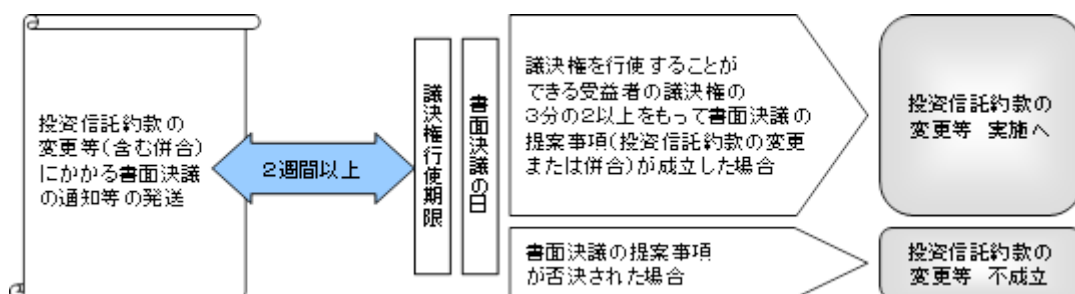 投資信託約款の
変更等(含む併合)
にかかる書面決議
の通知等の発送
2週間以上
議決権行使期限
書面決議の日
議決権を行使することが
できる受益者の議決権の
3分の2以上をもって書面決議の
提案事項(投資信託約款の変更
または併合)が成立した場合
投資信託約款の
変更等 実施へ
書面決議の提案事項
が否決された場合
投資信託約款の
変更等 不成立